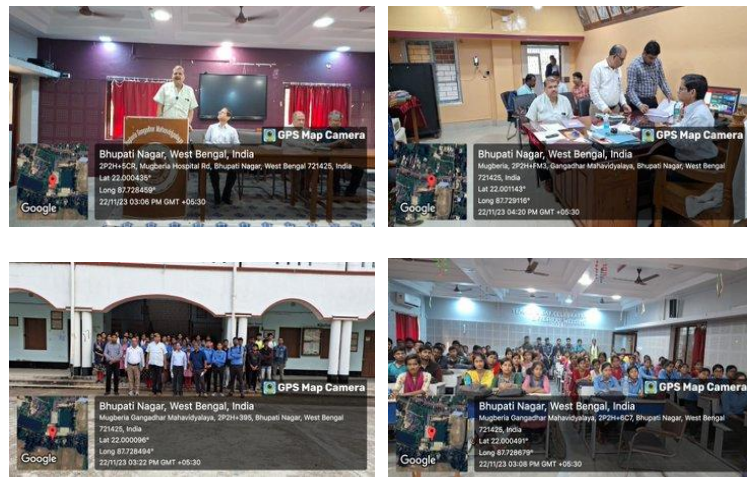 GPS Map Camera
Bhupati Nagar, West Bengal, India
2P2H+5CR, Mugberia Hospital Rd, Bhupati Nagar, West Bengal 721425, India
Lat 22.000435°
Long 87.728459°
22/11/23 03:06 PM GMT +05:30
Google
GPS Map Camera
Bhupati Nagar, West Bengal, India
Mugberia, 2P2H+FM3, Gangadhar Mahavidyalaya, Bhupati Nagar, West Bengal
721425, India
Lat 22.001143°
Long 87.729116°
22/11/23 04:20 PM GMT +05:30
Google
GPS Map Camera
Bhupati Nagar, West Bengal, India
Mugberia Gangadhar Mahavidyalaya, 2P2H+395, Bhupati Nagar, West Bengal
721425, India
Lat 22.000096°
Long 87.728494°
22/11/23 03:22 PM GMT +05:30
Google
GPS Map Camera
Bhupati Nagar, West Bengal, India
Mugberia Gangadhar Mahavidyalaya, 2P2H+6C7, Bhupati Nagar, West Bengal
721425, India
Lat 22.000491°
Long 87.728679°
22/11/23 03:08 PM GMT +05:30
Google